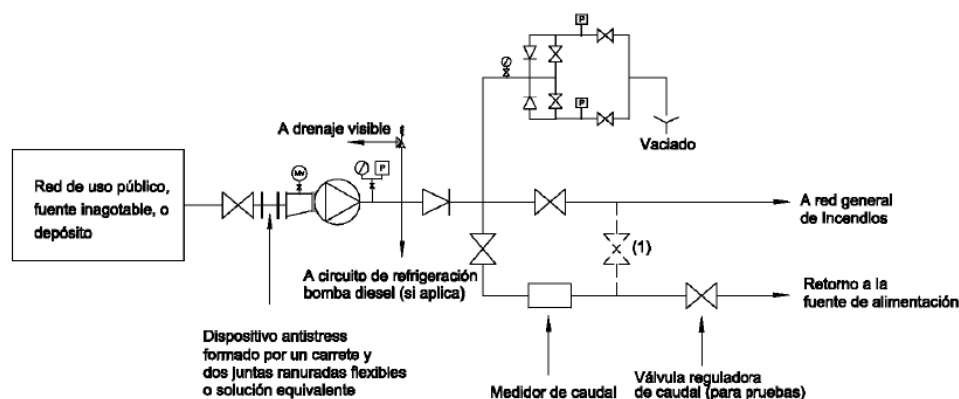 P
P
Vaciado
A drenaje visible
Mv
P
Red de uso público,
fuente inagotable, o
depósito
A red general
de Incendios
(1)
A circuito de refrigeración
bomba diesel (si aplica)
Retorno a la
fuente de alimentación
Dispositivo antistress
formado por un carrete y
dos juntas ranuradas flexibles
o solución equivalente
Medidor de caudal
Válvula reguladora
de caudal (para pruebas)